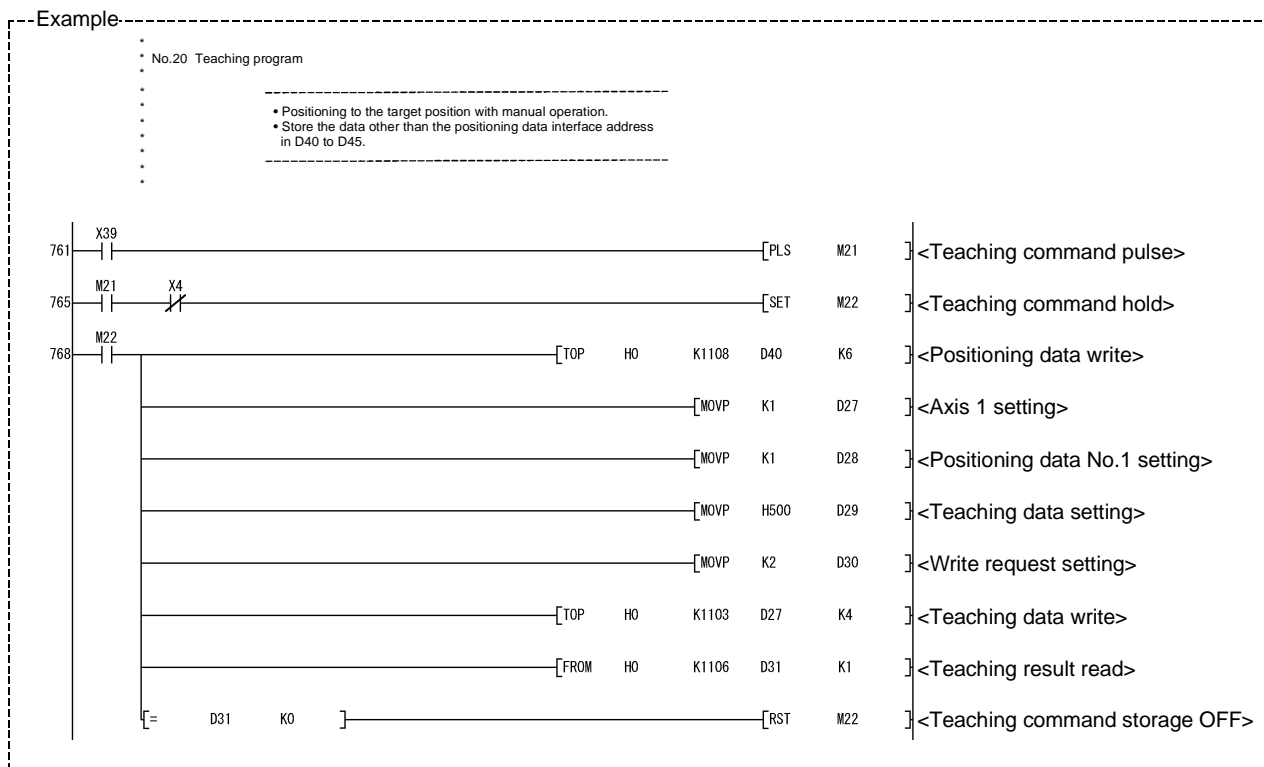 Example
*
* No.20 Teaching program
*
*
*
*
*
*
*
*
• Positioning to the target position with manual operation.
• Store the data other than the positioning data interface address
in D40 to D45.
X39
761 [PLS M21 ] <Teaching command pulse>
M21 X4
765 [SET M22 ] <Teaching command hold>
M22
768 [TOP H0 K1108 D40 K6 ] <Positioning data write>
[MOVP K1 D27 ] <Axis 1 setting>
[MOVP K1 D28 ] <Positioning data No.1 setting>
[MOVP H500 D29 ] <Teaching data setting>
[MOVP K2 D30 ] <Write request setting>
[TOP H0 K1103 D27 K4 ] <Teaching data write>
[FROM H0 K1106 D31 K1 ] <Teaching result read>
[= D31 K0 ] [RST M22 ] <Teaching command storage OFF>